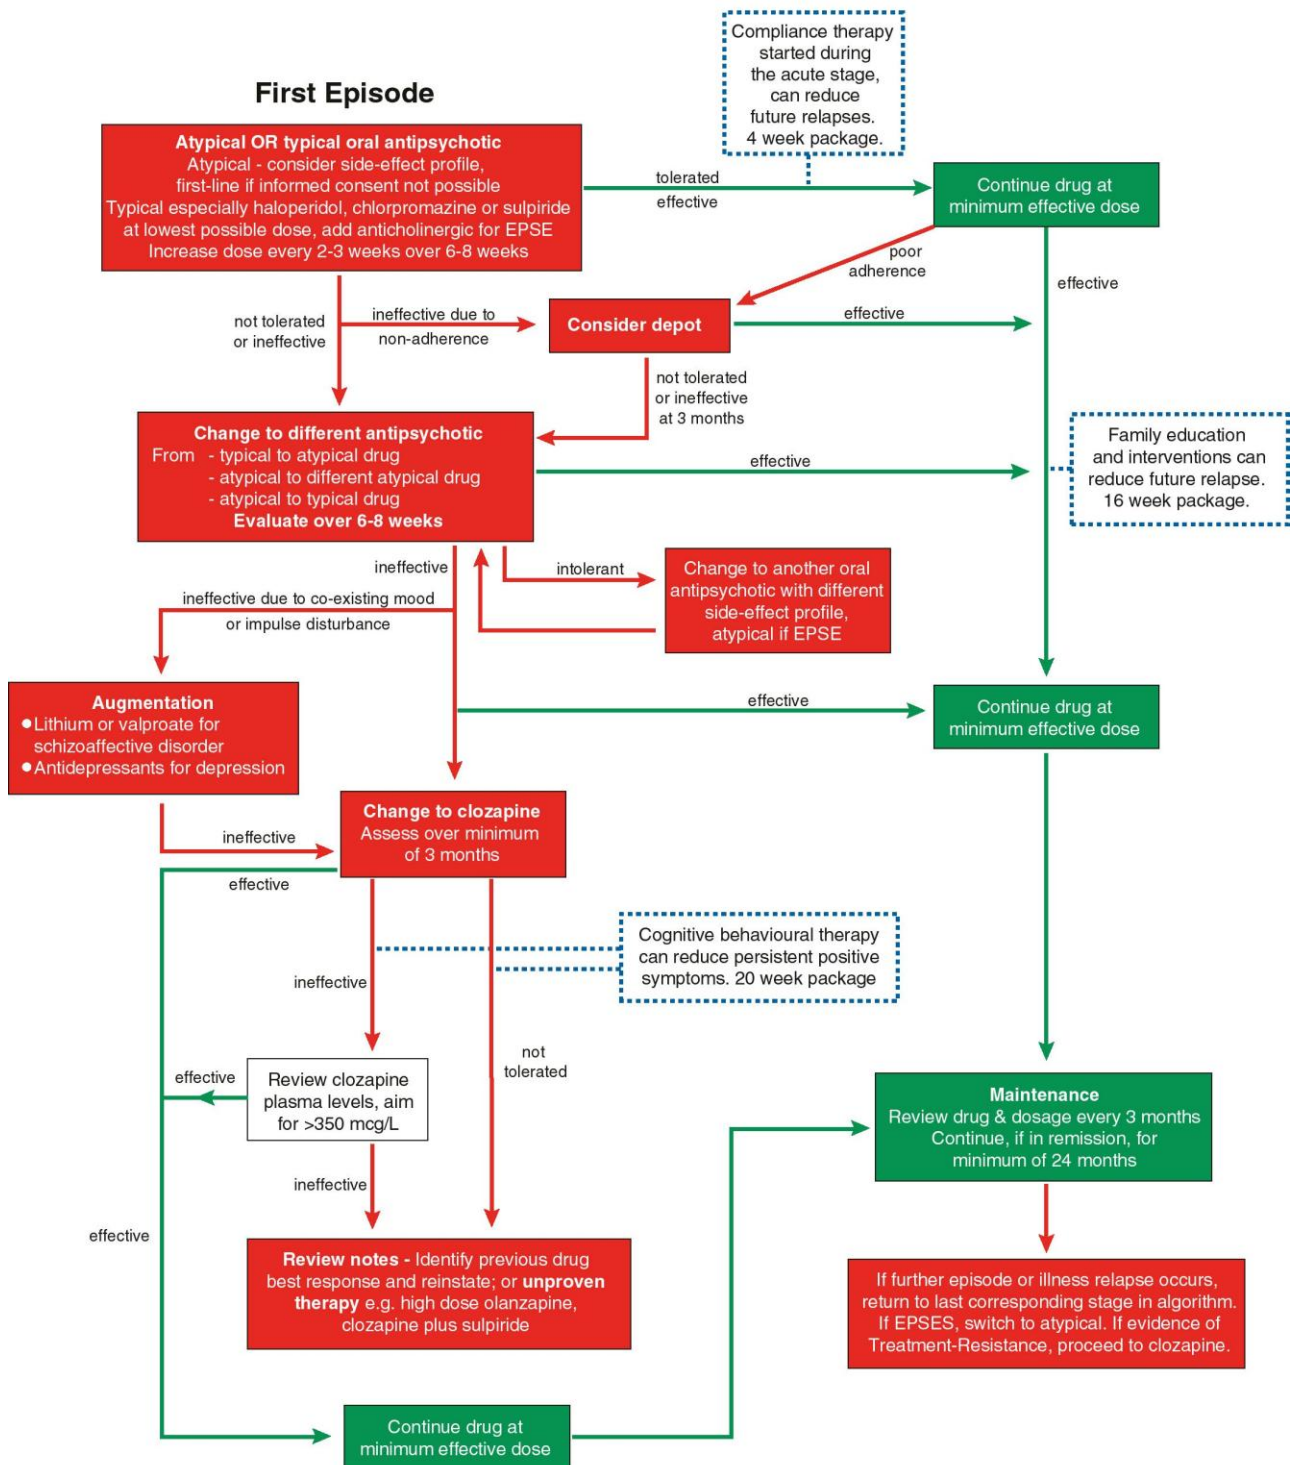 First Episode
Compliance therapy
started during
the acute stage,
can reduce
future relapses.
4 week package.
Atypical OR typical oral antipsychotic
Atypical - consider side-effect profile,
first-line if informed consent not possible
Typical especially haloperidol, chlorpromazine or sulpiride
at lowest possible dose, add anticholinergic for EPSE
Increase dose every 2-3 weeks over 6-8 weeks
tolerated
effective
Continue drug at
minimum effective dose
poor
adherence
effective
not tolerated
or ineffective
ineffective due to
non-adherence
Consider depot
effective
not tolerated
or ineffective
at 3 months
Change to different antipsychotic
From - typical to atypical drug
- atypical to different atypical drug
- atypical to typical drug
Evaluate over 6-8 weeks
effective
Family education
and interventions can
reduce future relapse.
16 week package.
ineffective
intolerant
Change to another oral
antipsychotic with different
side-effect profile,
atypical if EPSE
ineffective due to co-existing mood
or impulse disturbance
Augmentation
●Lithium or valproate for
schizoaffective disorder
●Antidepressants for depression
effective
Continue drug at
minimum effective dose
ineffective
Change to clozapine
Assess over minimum
of 3 months
effective
Cognitive behavioural therapy
can reduce persistent positive
symptoms. 20 week package
ineffective
not
tolerated
effective
Review clozapine
plasma levels, aim
for >350 mcg/L
ineffective
Maintenance
Review drug & dosage every 3 months
Continue, if in remission, for
minimum of 24 months
effective
Review notes - Identify previous drug
best response and reinstate; or unproven
therapy e.g. high dose olanzapine,
clozapine plus sulpiride
If further episode or illness relapse occurs,
return to last corresponding stage in algorithm.
If EPSES, switch to atypical. If evidence of
Treatment-Resistance, proceed to clozapine.
Continue drug at
minimum effective dose